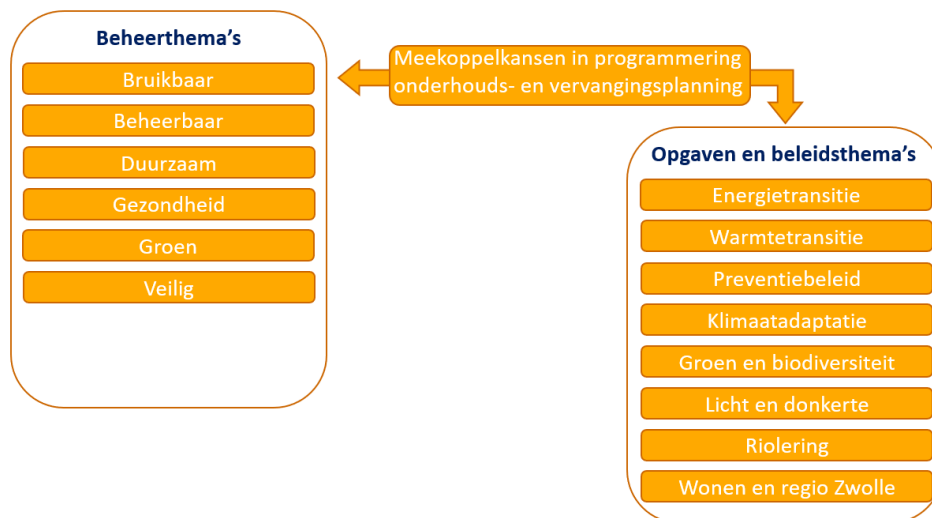 Beheerthema's
Bruikbaar
Beheerbaar
Duurzaam
Gezondheid
Groen
Veilig
Meekoppelkansen in programmering
onderhouds- en vervangingsplanning
Opgaven en beleidsthema's
Energietransitie
Warmtetransitie
Preventiebeleid
Klimaatadaptatie
Groen en biodiversiteit
Licht en donkerte
Riolering
Wonen en regio Zwolle